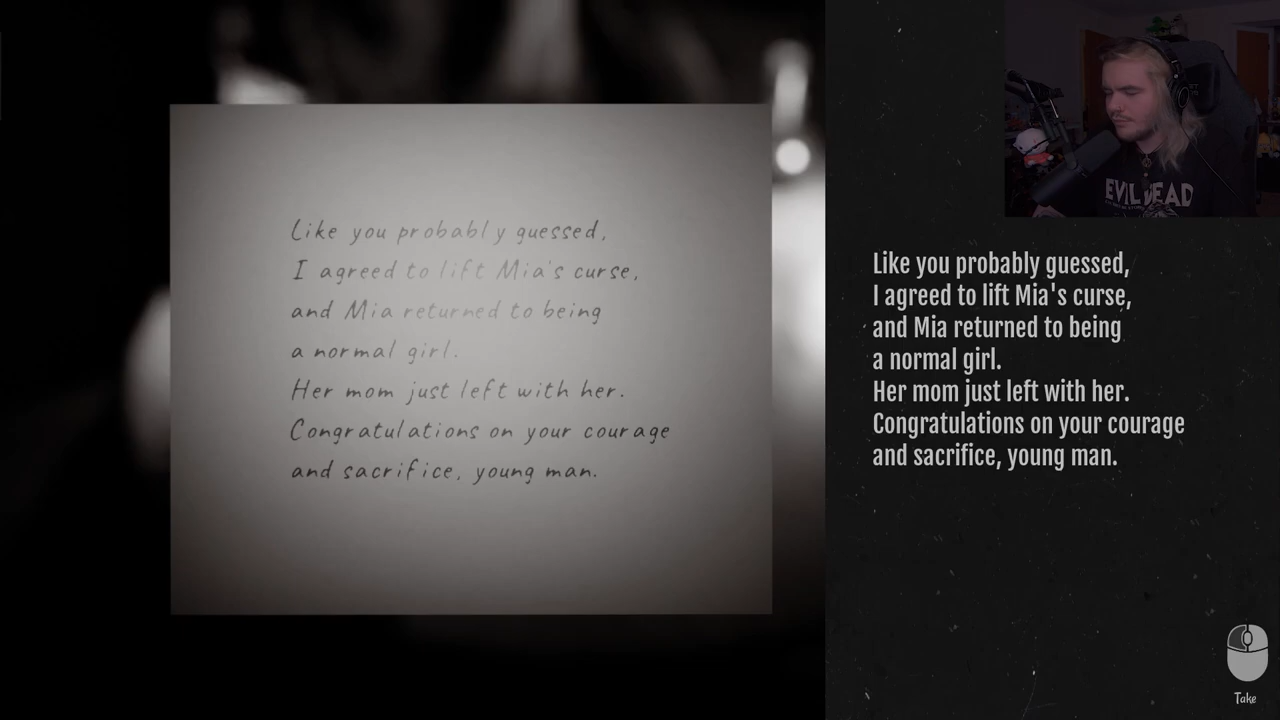 Like you probably guessed,
I agreed to lift Mia's curse,
and Mia returned to being
a normal girl.
Her mom just left with her.
Congratulations on your courage
and sacrifice, young man.
EVIL DEAD
Like you probably guessed,
I agreed to lift Mia's curse,
and Mia returned to being
a normal girl.
Her mom just left with her.
Congratulations on your courage
and sacrifice, young man.
Take